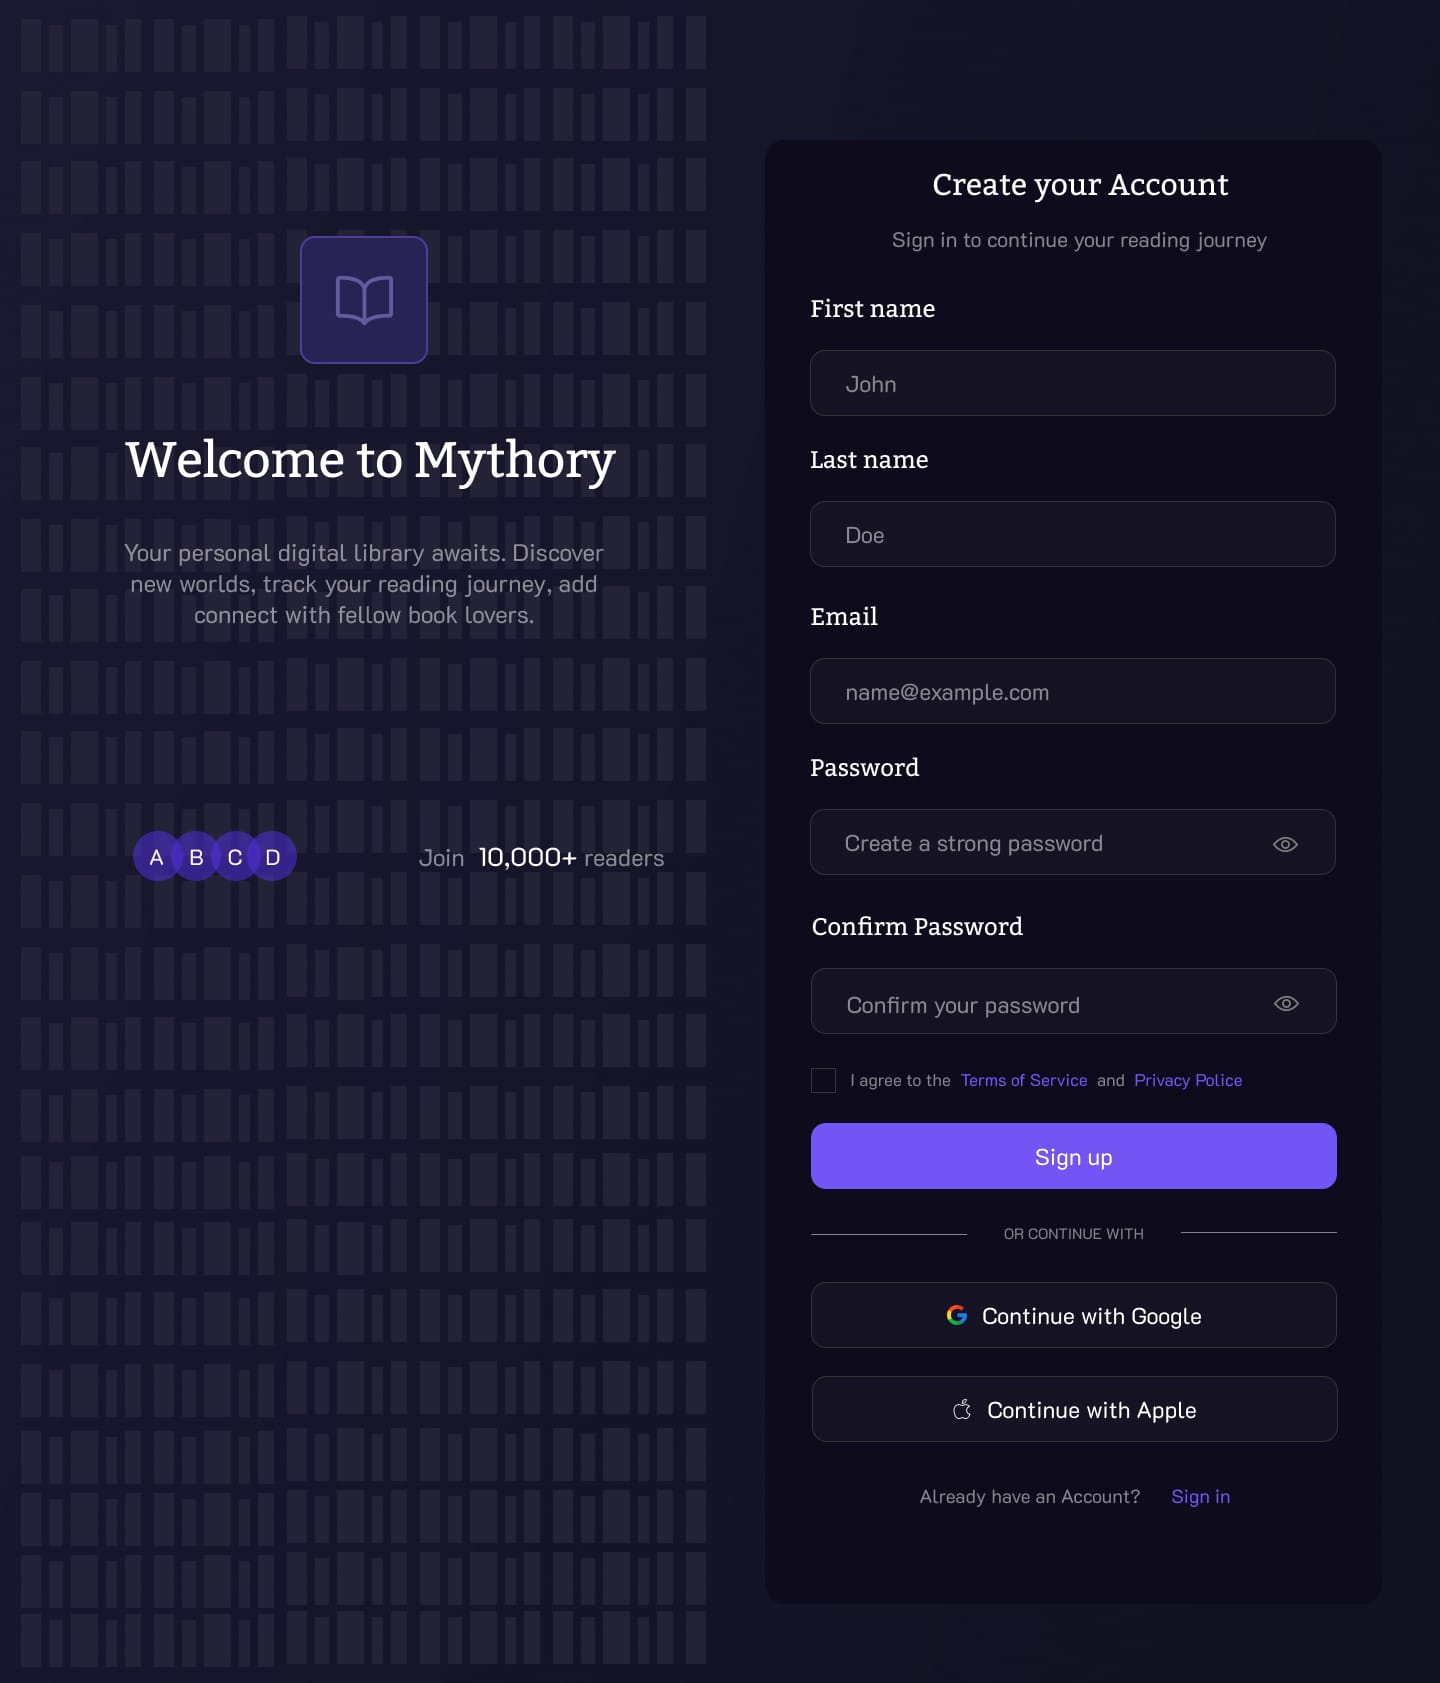 Welcome to Mythory
Your personal digital library awaits. Discover
new worlds, track your reading journey, add
connect with fellow book lovers.
A B C D
Join 10,000+ readers
Create your Account
Sign in to continue your reading journey
First name
John
Last name
Doe
Email
name@example.com
Password
Create a strong password
Confirm Password
Confirm your password
I agree to the Terms of Service and Privacy Police
Sign up
OR CONTINUE WITH
Continue with Google
Continue with Apple
Already have an Account? Sign in